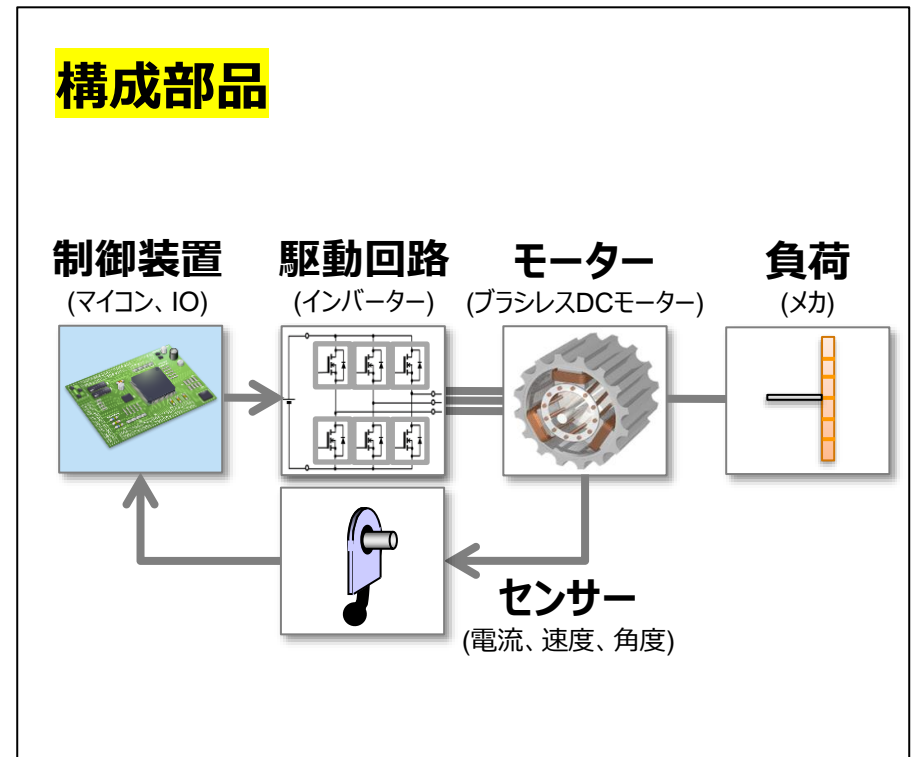 構成部品
制御装置
(マイコン、IO)
駆動回路
(インバーター)
モーター
(ブラシレスDCモーター)
負荷
(メカ)
センサー
(電流、速度、角度)